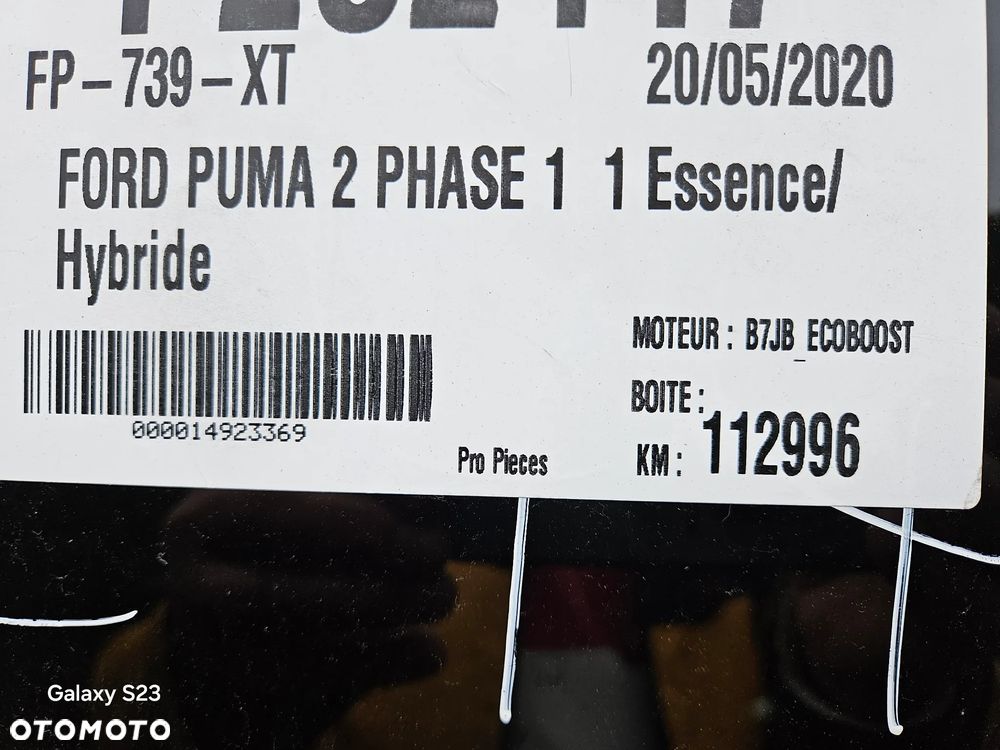 FP-739-XT 20/05/2020
FORD PUMA 2 PHASE 1 1 Essence/
Hybride
MOTEUR : B7JB_ECOBOOST
BOITE :
KM : 112996
000014923369
Pro Pieces
Galaxy S23
OTOMOTO